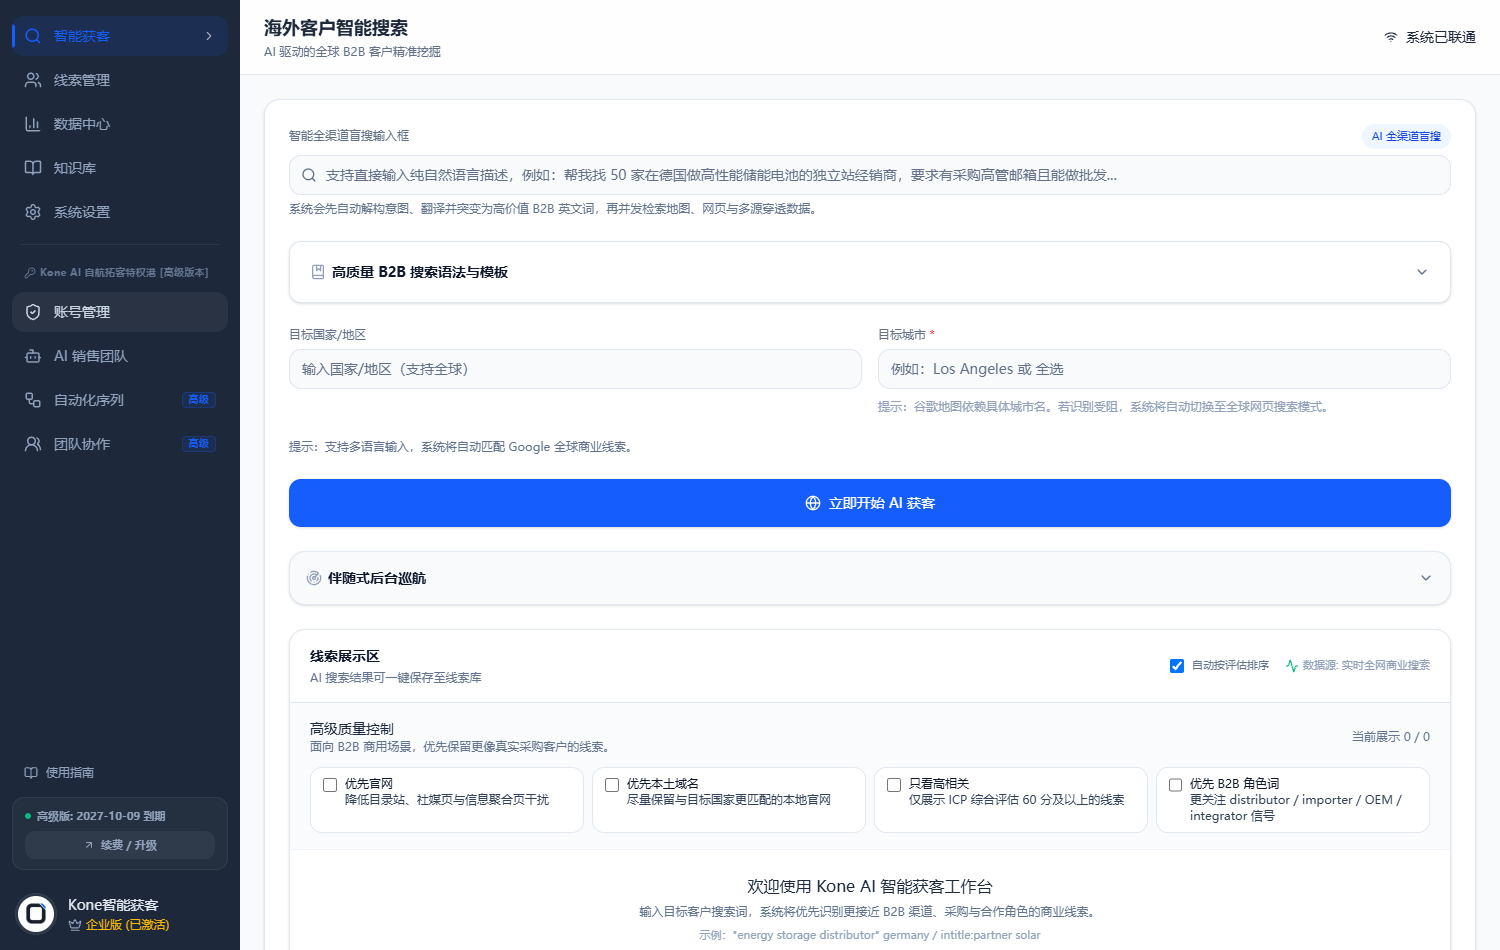 智能获客
线索管理
数据中心
知识库
系统设置
Kone AI 自航拓客特权港 [高级版本]
账号管理
AI 销售团队
自动化序列 高级
团队协作 高级
使用指南
高级版: 2027-10-09 到期
续费 / 升级
Kone智能获客
企业版 (已激活)
海外客户智能搜索
AI 驱动的全球 B2B 客户精准挖掘
系统已联通
智能全渠道盲搜输入框
AI 全渠道盲搜
支持直接输入纯自然语言描述，例如：帮我找 50 家在德国做高性能储能电池的独立站经销商，要求有采购高管邮箱且能做批发...
系统会先自动解构意图、翻译并突变为高价值 B2B 英文词，再并发检索地图、网页与多源穿透数据。
高质量 B2B 搜索语法与模板
目标国家/地区
输入国家/地区（支持全球）
目标城市 *
例如：Los Angeles 或 全选
提示：谷歌地图依赖具体城市名。若识别受阻，系统将自动切换至全球网页搜索模式。
提示：支持多语言输入，系统将自动匹配 Google 全球商业线索。
立即开始 AI 获客
伴随式后台巡航
线索展示区
AI 搜索结果可一键保存至线索库
自动按评估排序
数据源: 实时全网商业搜索
高级质量控制
面向 B2B 商用场景，优先保留更像真实采购客户的线索。
当前展示 0 / 0
优先官网
降低目录站、社媒页与信息聚合页干扰
优先本土域名
尽量保留与目标国家更匹配的本地官网
只看高相关
仅展示 ICP 综合评估 60 分及以上的线索
优先 B2B 角色词
更关注 distributor / importer / OEM /
integrator 信号
欢迎使用 Kone AI 智能获客工作台
输入目标客户搜索词，系统将优先识别更接近 B2B 渠道、采购与合作角色的商业线索。
示例："energy storage distributor" germany / intitle:partner solar